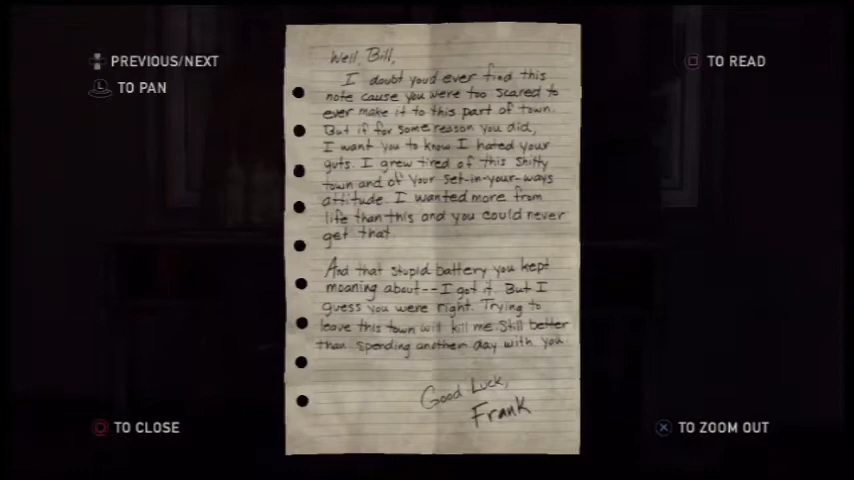 PREVIOUS/NEXT
L TO PAN
TO READ
Well, Bill,
I doubt you'd ever find this
note cause you were too scared to
ever make it to this part of town.
But if for some reason you did,
I want you to know I hated your
guts. I grew tired of this shitty
town and of your set-in-your-ways
attitude. I wanted more from
life than this and you could never
get that.
And that stupid battery you kept
moaning about--I got it. But I
guess you were right. Trying to
leave this town will kill me. Still better
than spending another day with you.
Good Luck,
Frank
TO CLOSE
TO ZOOM OUT